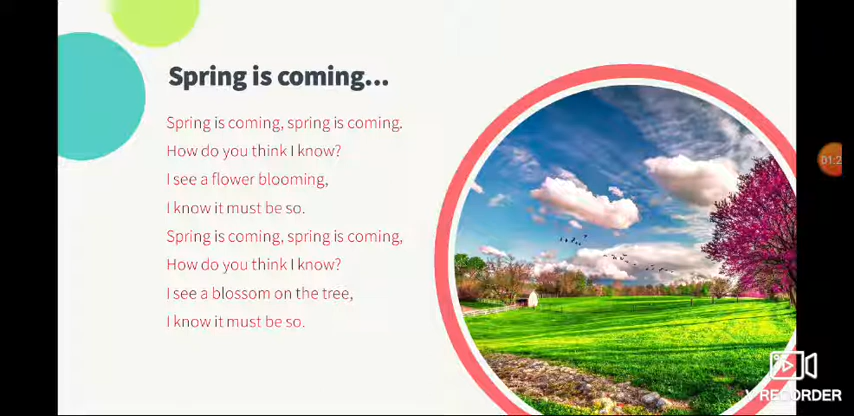 Spring is coming...
Spring is coming, spring is coming.
How do you think I know?
I see a flower blooming,
I know it must be so.
Spring is coming, spring is coming,
How do you think I know?
I see a blossom on the tree,
I know it must be so.
01:2
V RECORDER